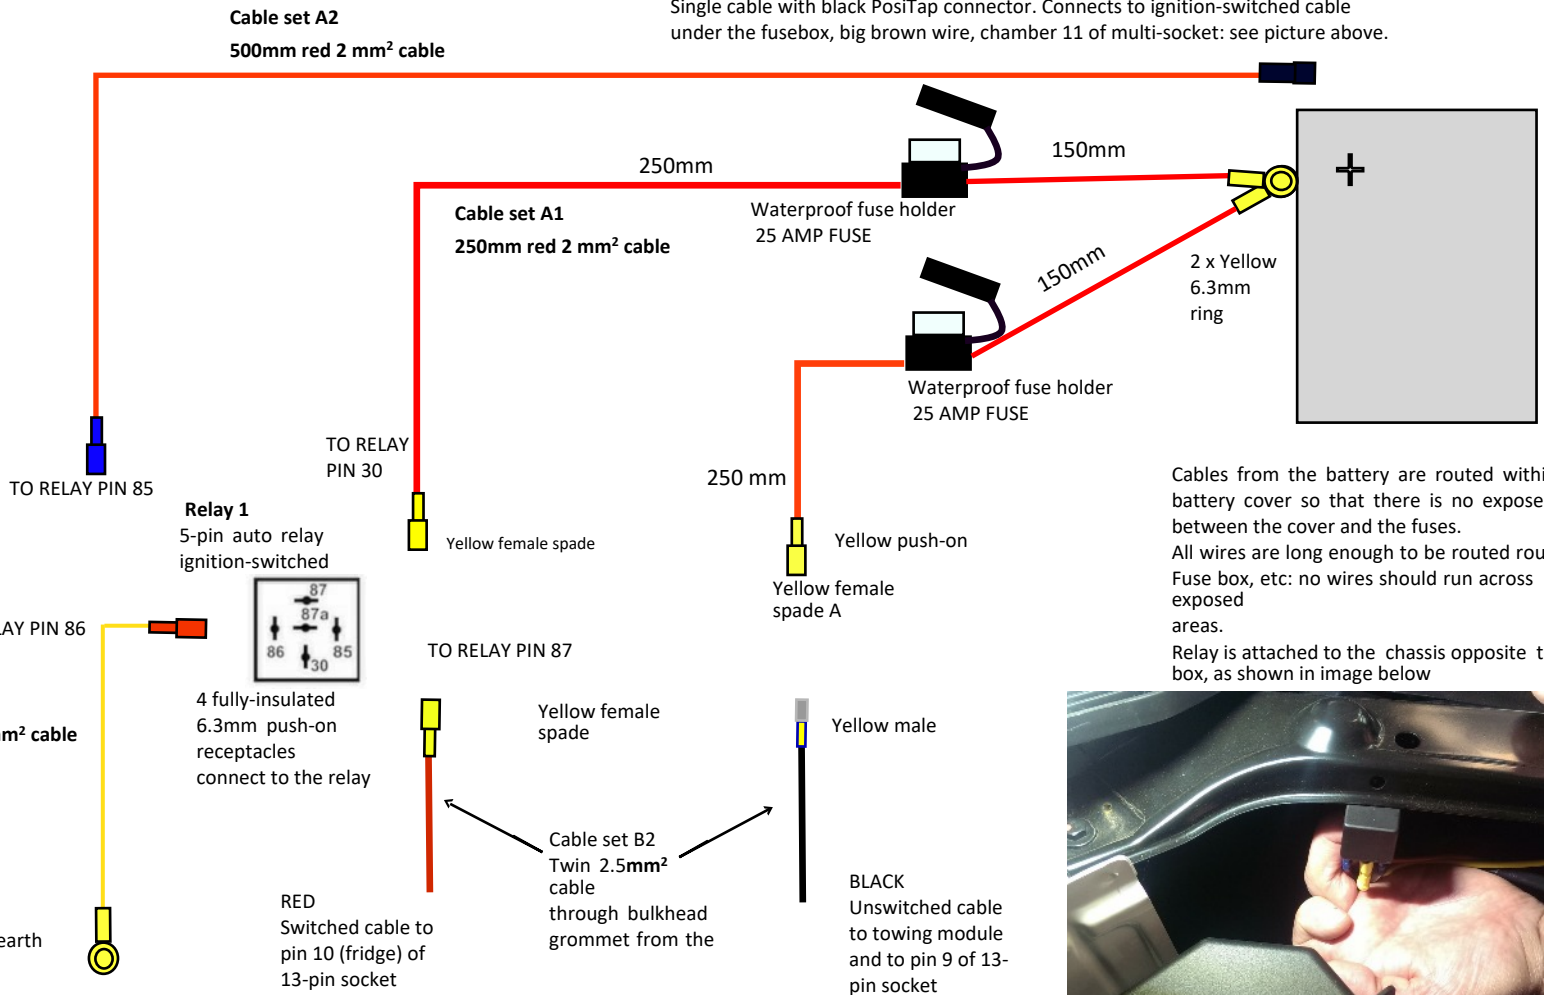 Single cable with black PosiTap connector. Connects to ignition-switched cable
under the fusebox, big brown wire, chamber 11 of multi-socket: see picture above.
Cable set A2
500mm red 2 mm² cable
250mm
150mm
Cable set A1
250mm red 2 mm² cable
Waterproof fuse holder
25 AMP FUSE
150mm
2 x Yellow
6.3mm
ring
Waterproof fuse holder
25 AMP FUSE
TO RELAY
PIN 30
250 mm
TO RELAY PIN 85
Relay 1
5-pin auto relay
ignition-switched
Yellow female spade
Yellow push-on
Yellow female
spade A
Cables from the battery are routed withi
battery cover so that there is no expose
between the cover and the fuses.
All wires are long enough to be routed rou
Fuse box, etc: no wires should run across
exposed
areas.
Relay is attached to the chassis opposite t
box, as shown in image below
87
87a
86
85
30
LAY PIN 86
TO RELAY PIN 87
4 fully-insulated
6.3mm push-on
receptacles
connect to the relay
Yellow female
spade
Yellow male
m² cable
Cable set B2
Twin 2.5mm²
cable
through bulkhead
grommet from the
RED
Switched cable to
pin 10 (fridge) of
13-pin socket
BLACK
Unswitched cable
to towing module
and to pin 9 of 13-
pin socket
earth